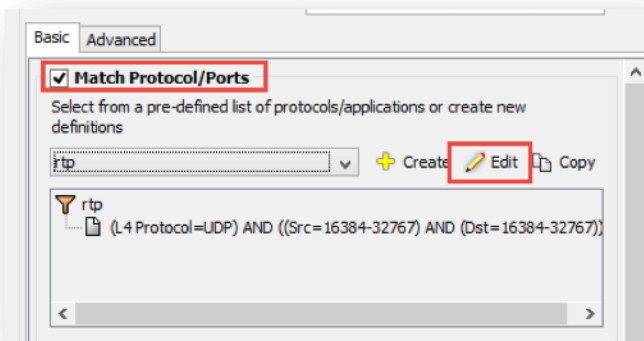 Basic Advanced
Match Protocol/Ports
Select from a pre-defined list of protocols/applications or create new
definitions
rtp Create Edit Copy
rtp
(L4 Protocol=UDP) AND ((Src=16384-32767) AND (Dst=16384-32767))